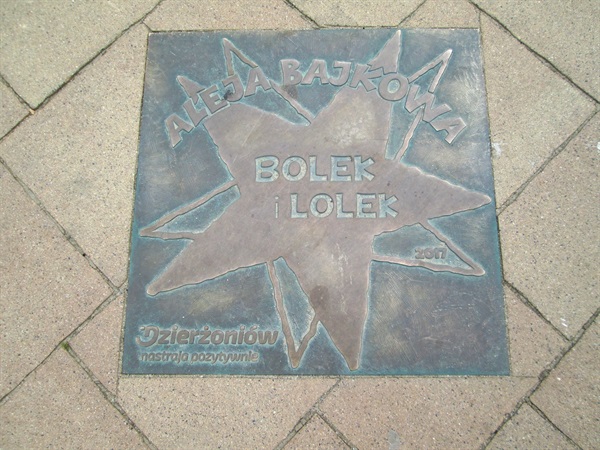 ALEJA BAJKOWA
BOLEK
i LOLEK
2017
Dzierżoniów
nastraja pozytywnie